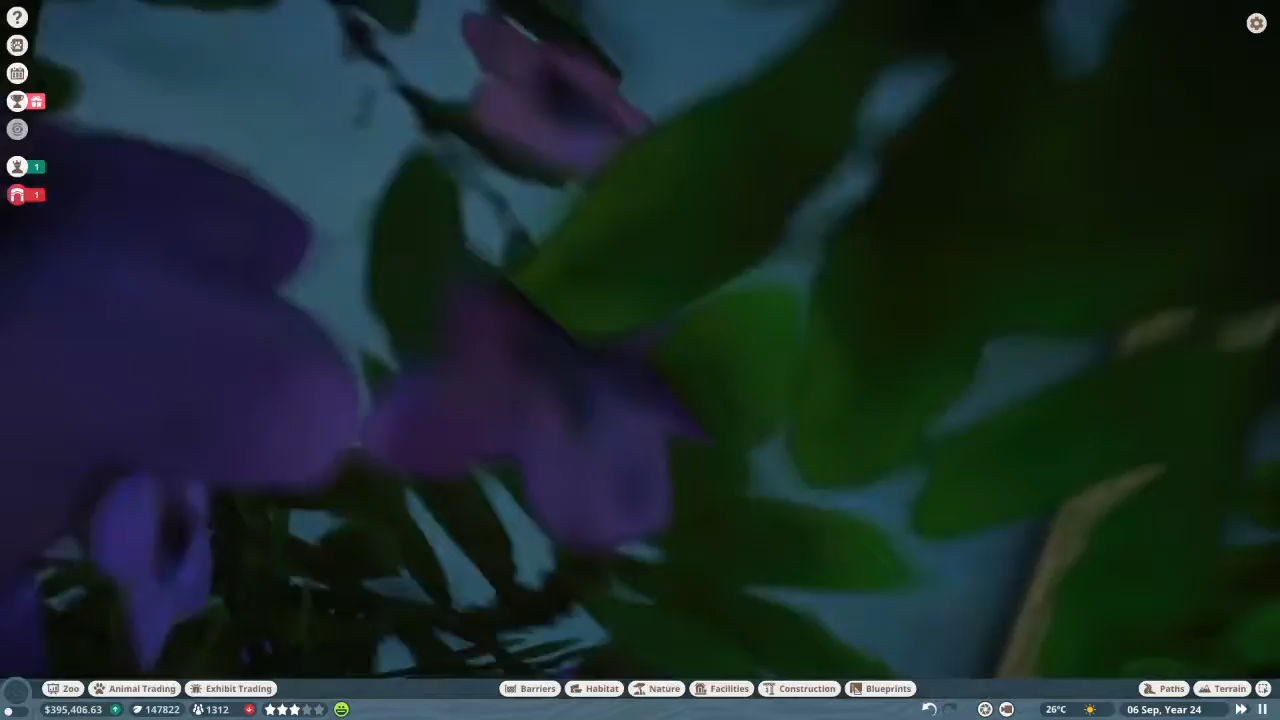 ?
1
1
Zoo Animal Trading Exhibit Trading Barriers Habitat Nature Facilities Construction Blueprints Paths Terrain
$395,406.63 147822 1312 26°C 06 Sep, Year 24